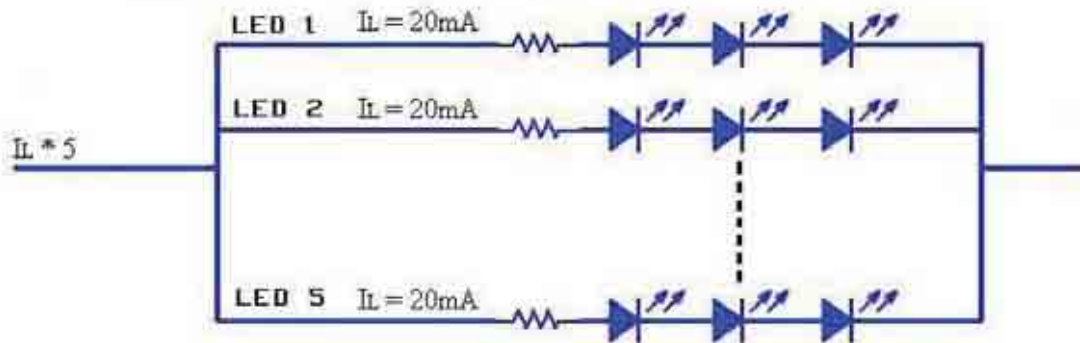 LED 1 IL = 20mA
LED 2 IL = 20mA
IL * 5
LED 5 IL = 20mA